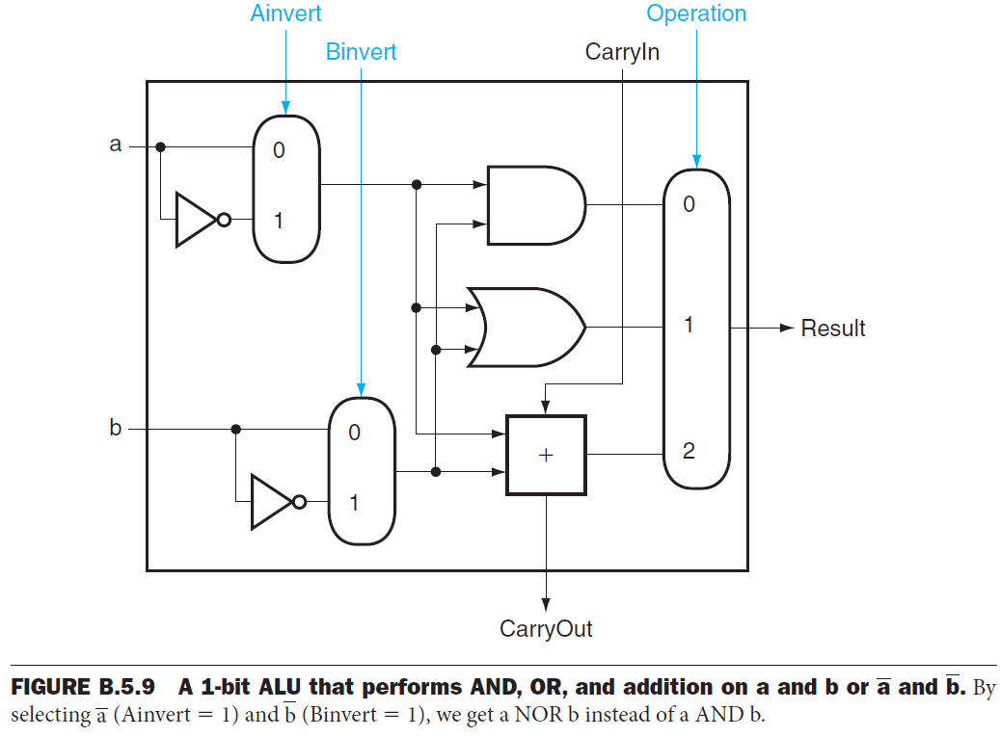 Ainvert
Operation
Binvert
CarryIn
a
0
1
0
1
Result
b
0
1
2
+
CarryOut
FIGURE B.5.9 A 1-bit ALU that performs AND, OR, and addition on a and b or a̅ and b̅. By
selecting a̅ (Ainvert = 1) and b̅ (Binvert = 1), we get a NOR b instead of a AND b.